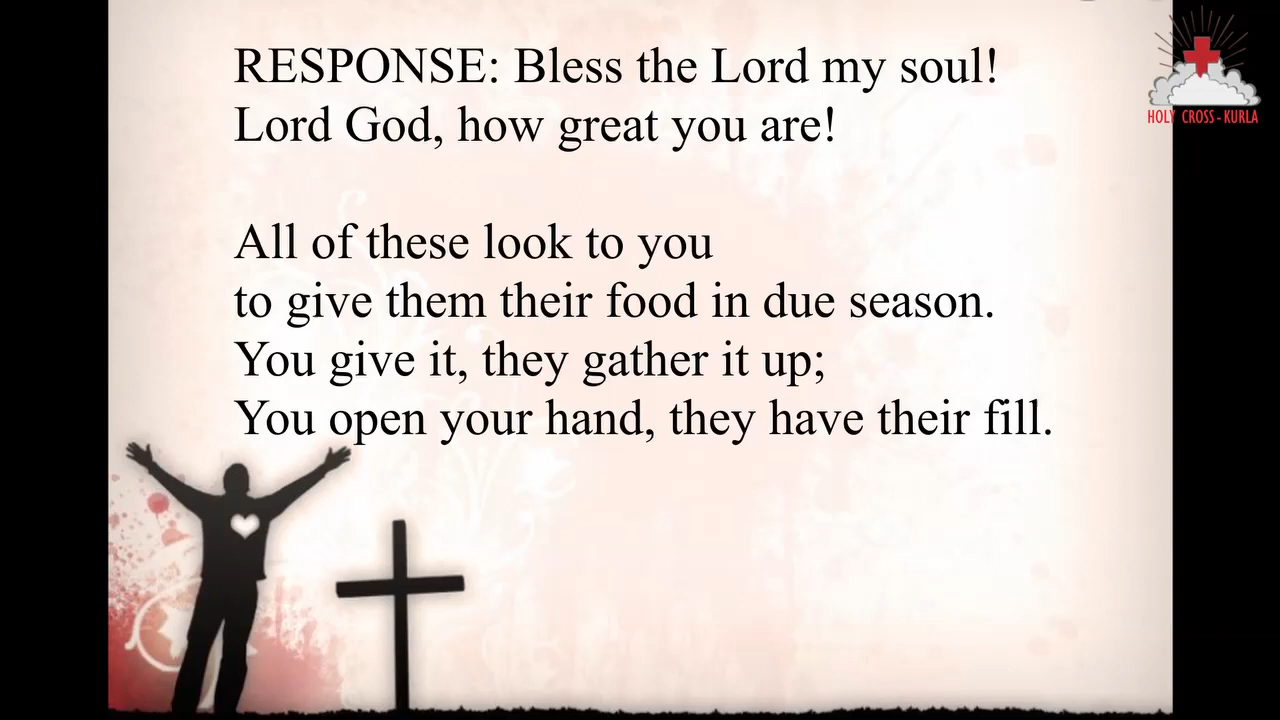 RESPONSE: Bless the Lord my soul!
Lord God, how great you are!
All of these look to you
to give them their food in due season.
You give it, they gather it up;
You open your hand, they have their fill.
HOLY CROSS - KURLA